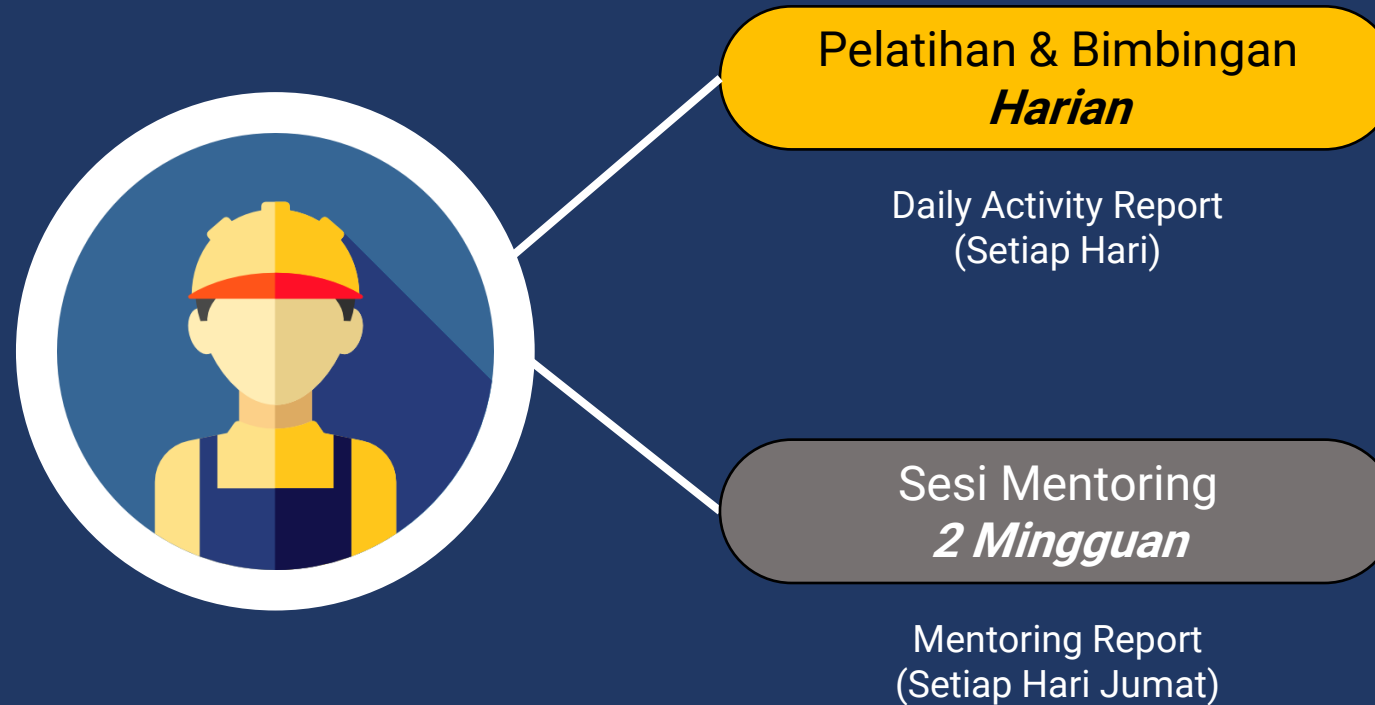 Pelatihan & Bimbingan
Harian
Daily Activity Report
(Setiap Hari)
Sesi Mentoring
2 Mingguan
Mentoring Report
(Setiap Hari Jumat)